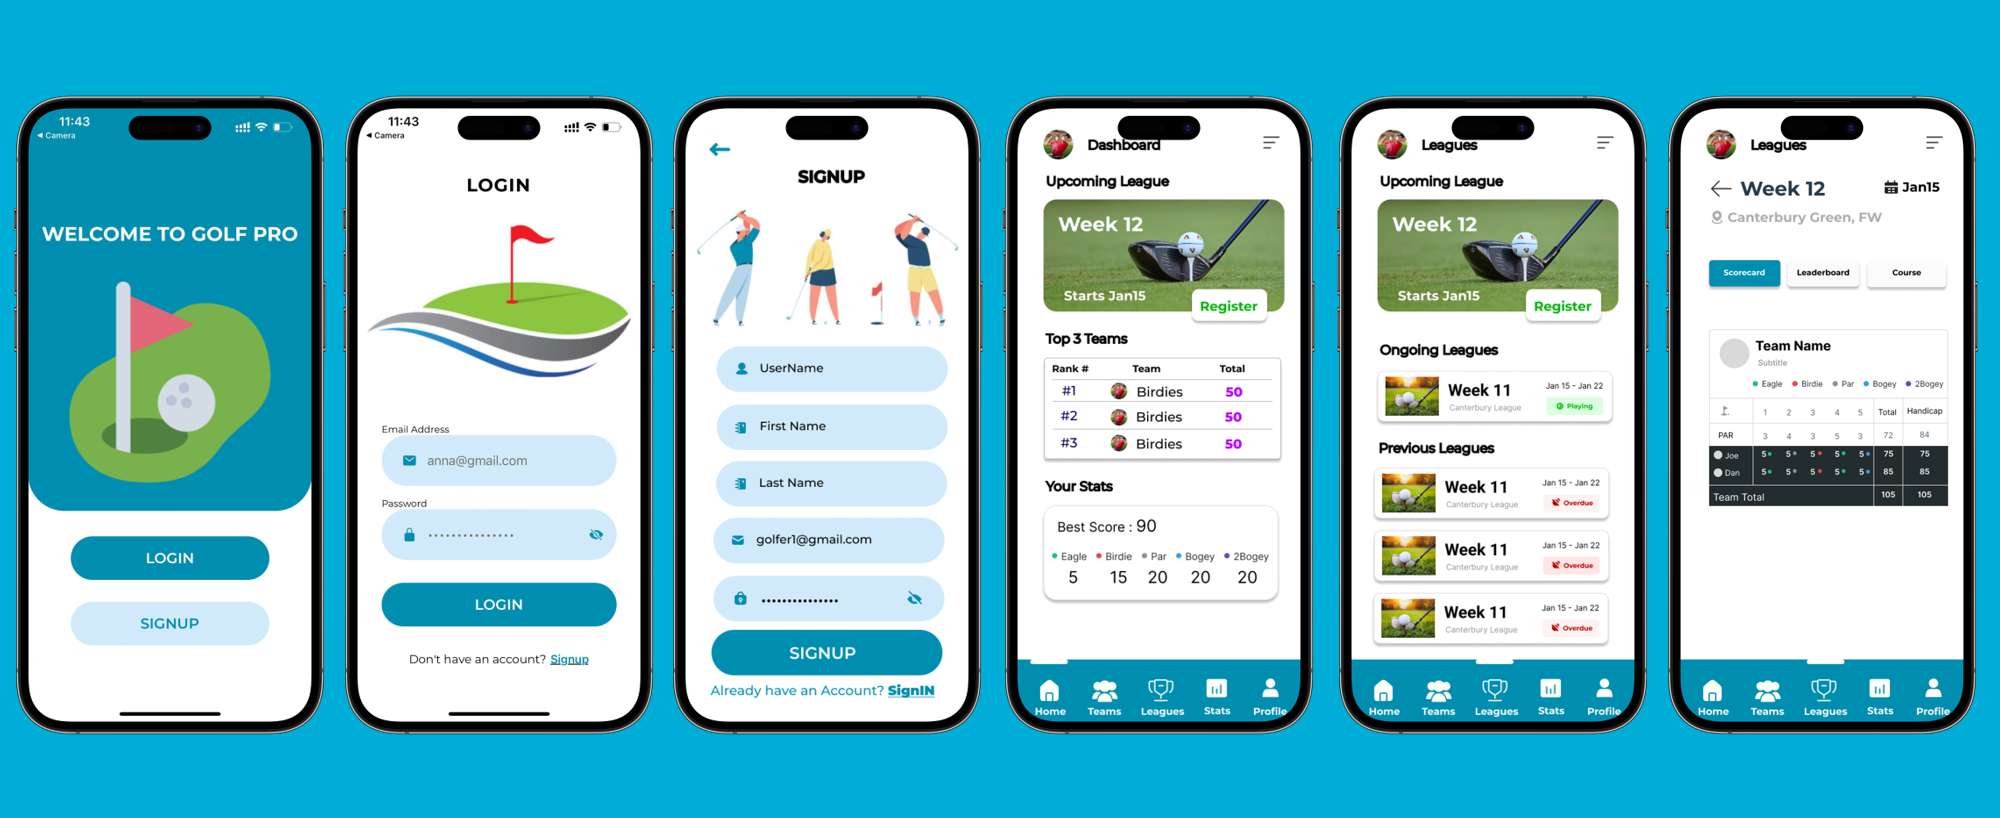 11:43
◀ Camera
WELCOME TO GOLF PRO
LOGIN
SIGNUP
11:43
◀ Camera
LOGIN
Email Address
anna@gmail.com
Password
LOGIN
Don't have an account? Signup
SIGNUP
UserName
First Name
Last Name
golfer1@gmail.com
SIGNUP
Already have an Account? SignIN
Dashboard
Upcoming League
Week 12
Starts Jan15
Register
Top 3 Teams
Rank # Team Total
#1 Birdies 50
#2 Birdies 50
#3 Birdies 50
Your Stats
Best Score : 90
Eagle Birdie Par Bogey 2Bogey
5 15 20 20 20
Home Teams Leagues Stats Profile
Leagues
Upcoming League
Week 12
Starts Jan15
Register
Ongoing Leagues
Week 11 Jan 15 - Jan 22
Canterbury League Playing
Previous Leagues
Week 11 Jan 15 - Jan 22
Canterbury League Overdue
Week 11 Jan 15 - Jan 22
Canterbury League Overdue
Week 11 Jan 15 - Jan 22
Canterbury League Overdue
Home Teams Leagues Stats Profile
Leagues
Week 12 Jan15
Canterbury Green, FW
Scorecard Leaderboard Course
Team Name
Subtitle
Eagle Birdie Par Bogey 2Bogey
1 2 3 4 5 Total Handicap
PAR 3 4 3 5 3 72 84
Joe 5 5 5 5 5 75 75
Dan 5 5 5 5 5 85 85
Team Total 105 105
Home Teams Leagues Stats Profile